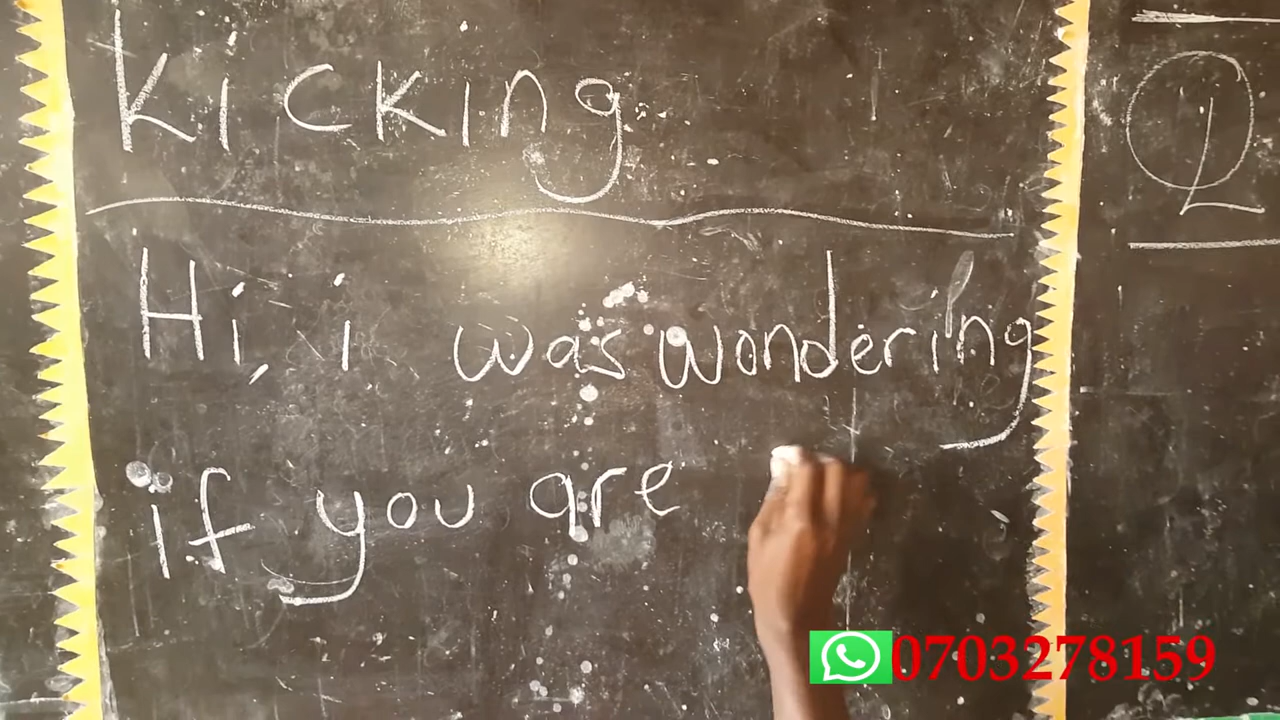 kicking
Hi, i was wondering
if you are
L
0703278159